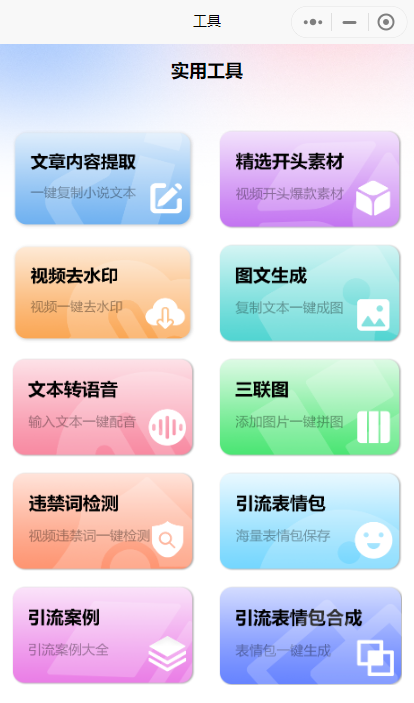 工具
实用工具
文章内容提取
一键复制小说文本
精选开头素材
视频开头爆款素材
视频去水印
视频一键去水印
图文生成
复制文本一键成图
文本转语音
输入文本一键配音
三联图
添加图片一键拼图
违禁词检测
视频违禁词一键检测
引流表情包
海量表情包保存
引流案例
引流案例大全
引流表情包合成
表情包一键生成